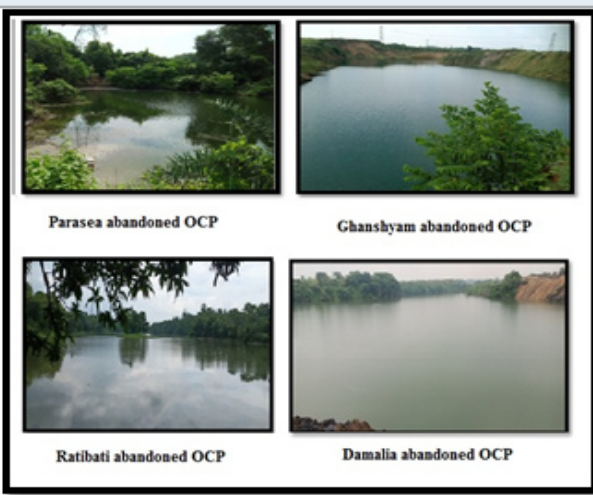 Parasea abandoned OCP
Ghanshyam abandoned OCP
Ratibati abandoned OCP
Damalia abandoned OCP